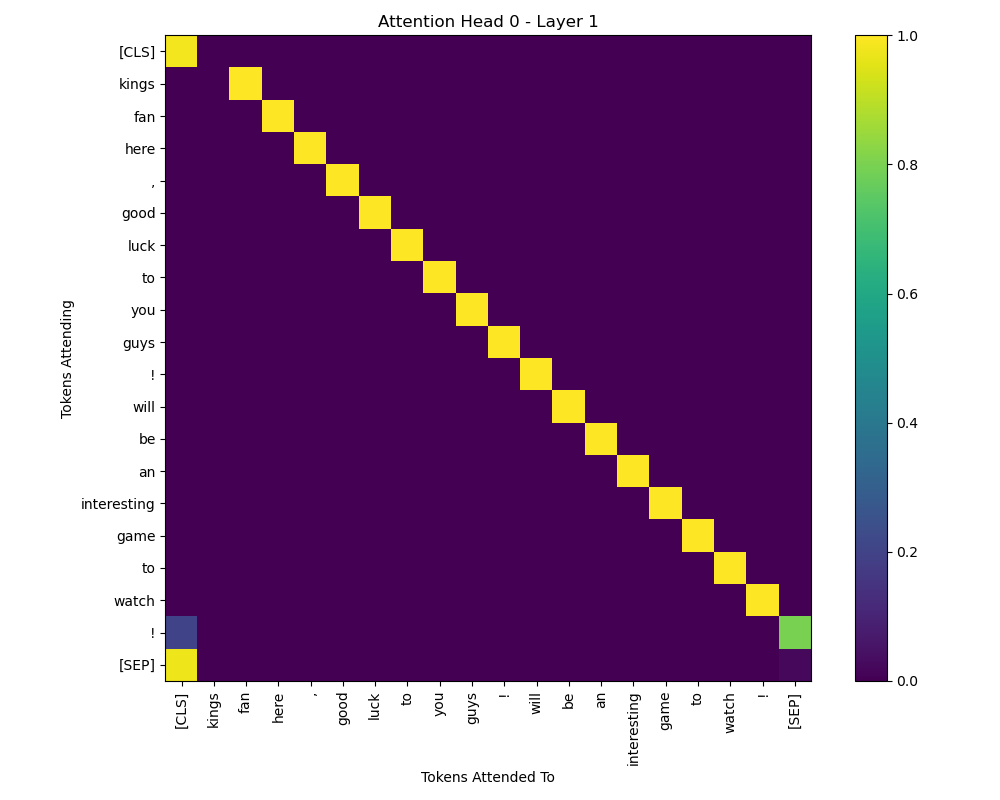 Attention Head 0 - Layer 1
Tokens Attending
[CLS]
kings
fan
here
,
good
luck
to
you
guys
!
will
be
an
interesting
game
to
watch
!
[SEP]
[CLS]
kings
fan
here
,
good
luck
to
you
guys
!
will
be
an
interesting
game
to
watch
!
[SEP]
Tokens Attended To
1.0
0.8
0.6
0.4
0.2
0.0